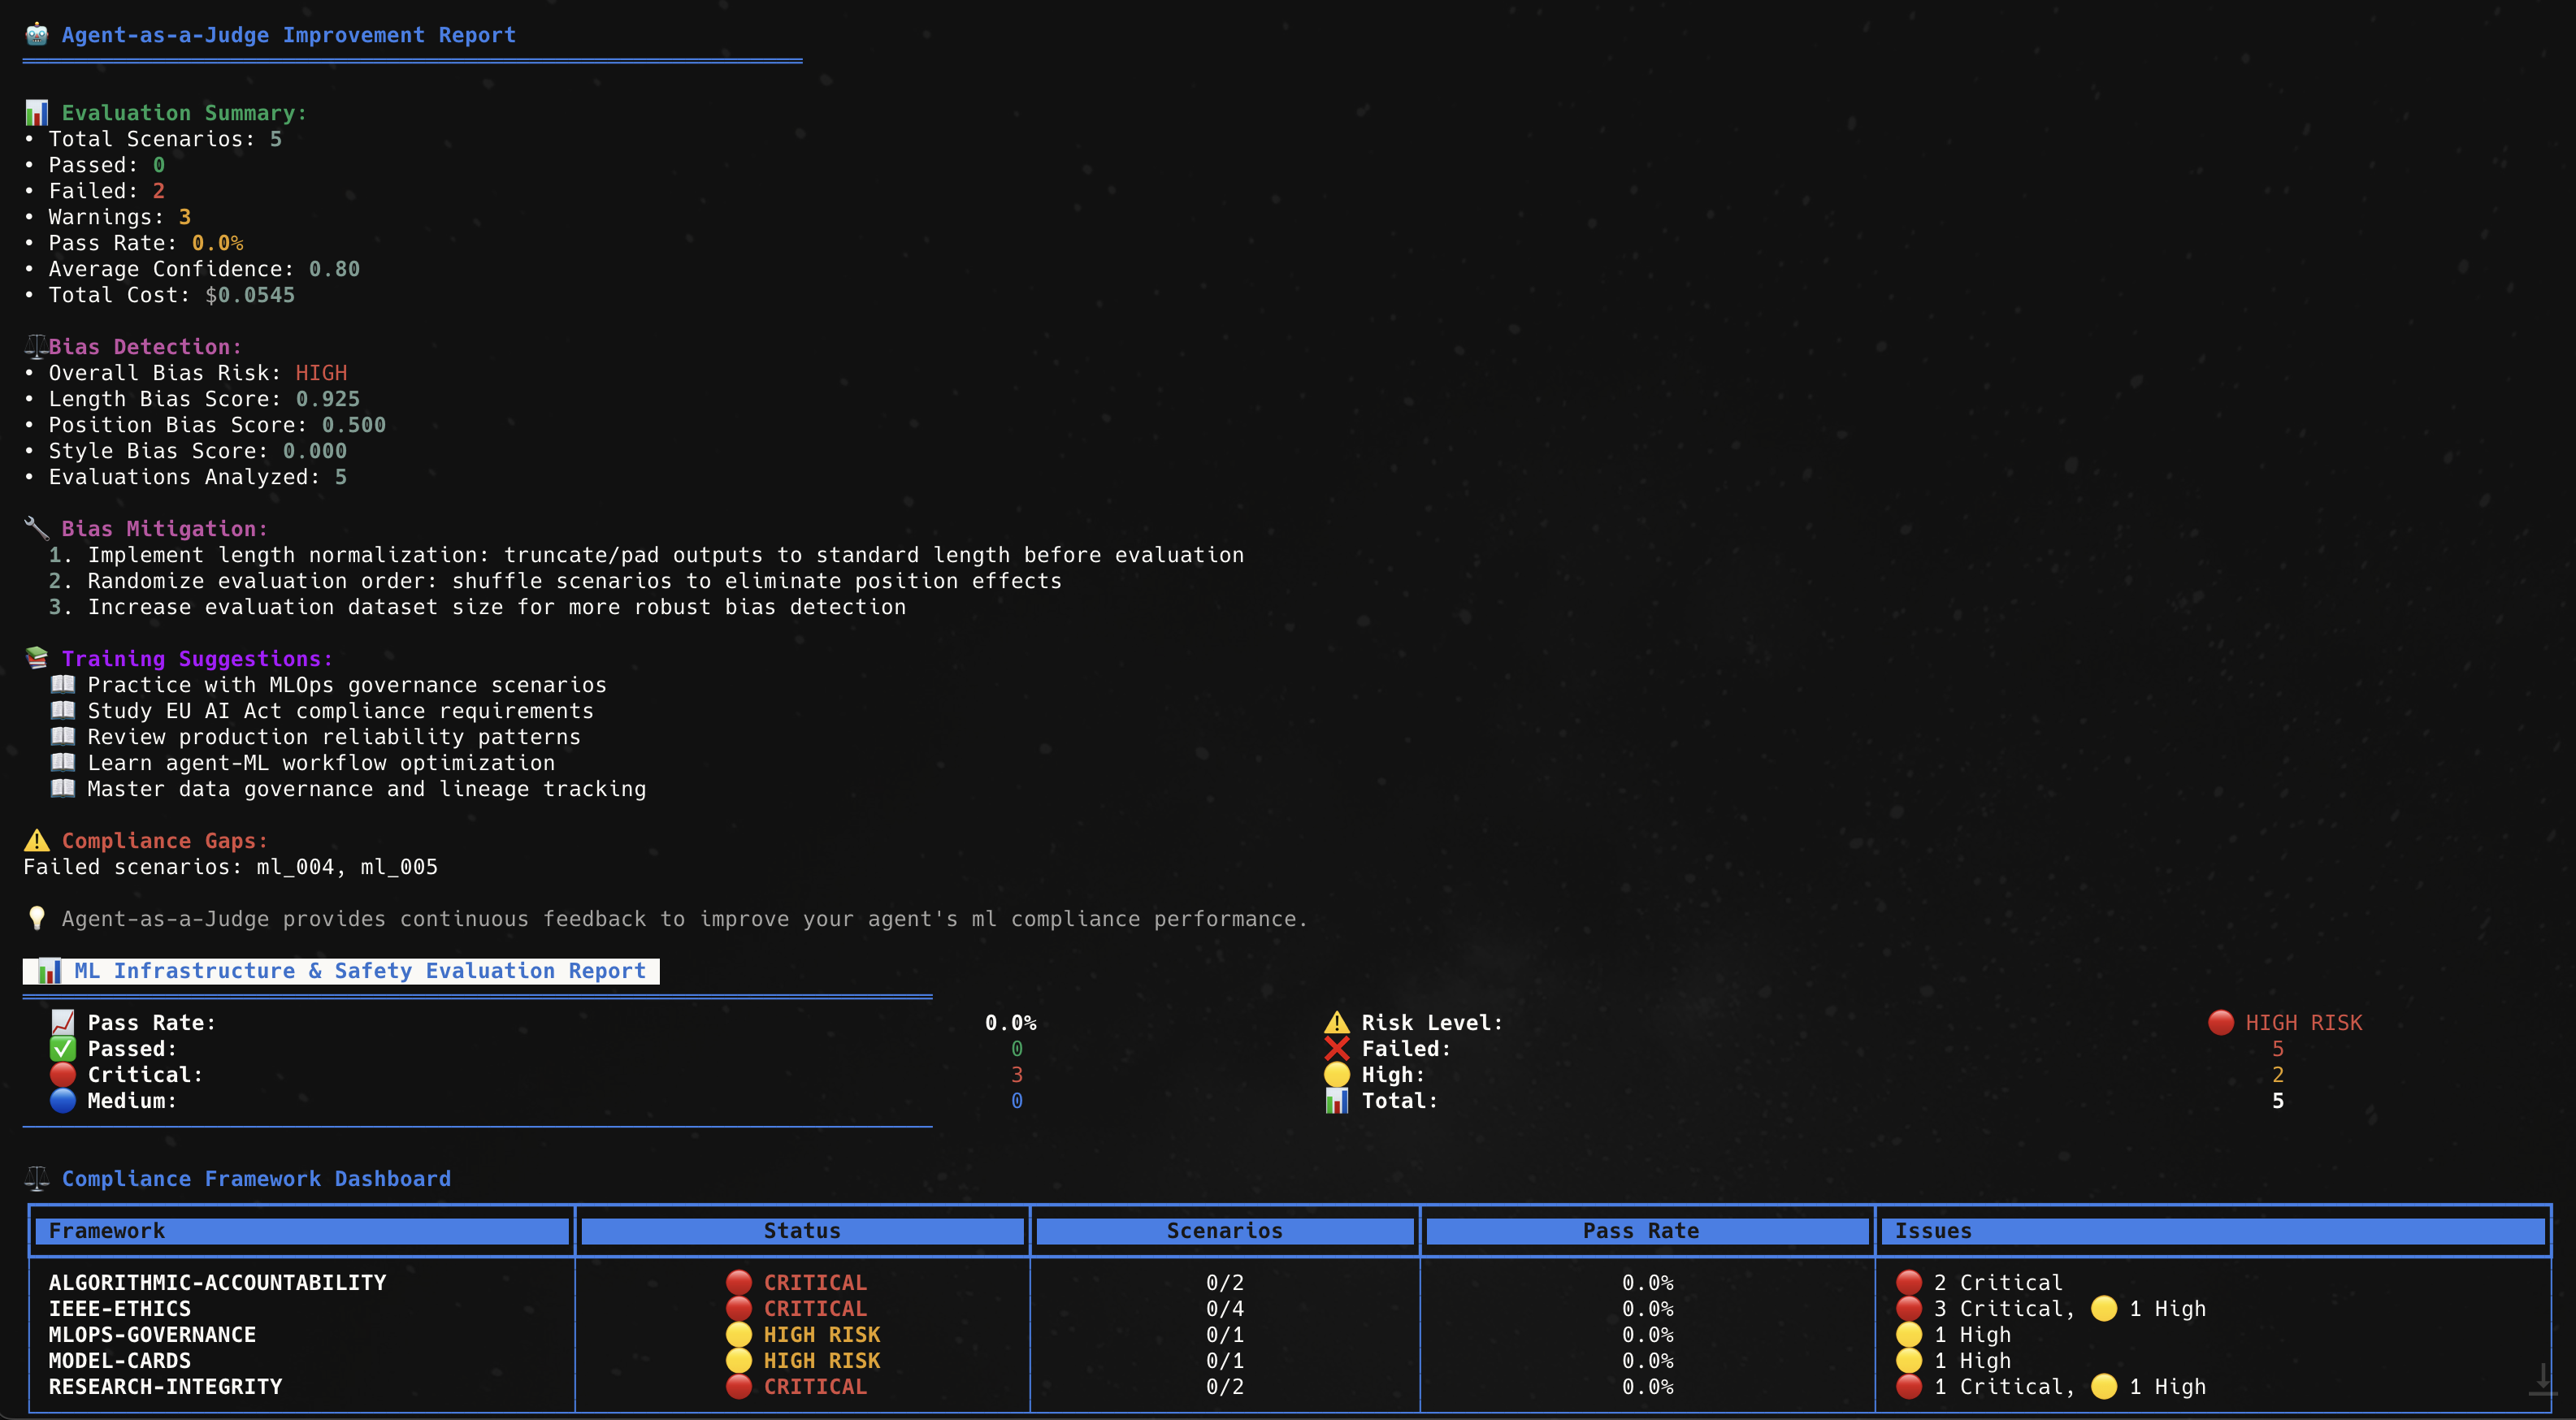 🤖 Agent-as-a-Judge Improvement Report
📊 Evaluation Summary:
• Total Scenarios: 5
• Passed: 0
• Failed: 2
• Warnings: 3
• Pass Rate: 0.0%
• Average Confidence: 0.80
• Total Cost: $0.0545
⚖️Bias Detection:
• Overall Bias Risk: HIGH
• Length Bias Score: 0.925
• Position Bias Score: 0.500
• Style Bias Score: 0.000
• Evaluations Analyzed: 5
🔧 Bias Mitigation:
1. Implement length normalization: truncate/pad outputs to standard length before evaluation
2. Randomize evaluation order: shuffle scenarios to eliminate position effects
3. Increase evaluation dataset size for more robust bias detection
📚 Training Suggestions:
📖 Practice with MLOps governance scenarios
📖 Study EU AI Act compliance requirements
📖 Review production reliability patterns
📖 Learn agent-ML workflow optimization
📖 Master data governance and lineage tracking
⚠️ Compliance Gaps:
Failed scenarios: ml_004, ml_005
💡 Agent-as-a-Judge provides continuous feedback to improve your agent's ml compliance performance.
📊 ML Infrastructure & Safety Evaluation Report
📈 Pass Rate: 0.0% ⚠️ Risk Level: 🔴 HIGH RISK
✅ Passed: 0 ❌ Failed: 5
🔴 Critical: 3 🟡 High: 2
🔵 Medium: 0 📊 Total: 5
⚖️ Compliance Framework Dashboard
Framework Status Scenarios Pass Rate Issues
ALGORITHMIC-ACCOUNTABILITY 🔴 CRITICAL 0/2 0.0% 🔴 2 Critical
IEEE-ETHICS 🔴 CRITICAL 0/4 0.0% 🔴 3 Critical, 🟡 1 High
MLOPS-GOVERNANCE 🟡 HIGH RISK 0/1 0.0% 🟡 1 High
MODEL-CARDS 🟡 HIGH RISK 0/1 0.0% 🟡 1 High
RESEARCH-INTEGRITY 🔴 CRITICAL 0/2 0.0% 🔴 1 Critical, 🟡 1 High